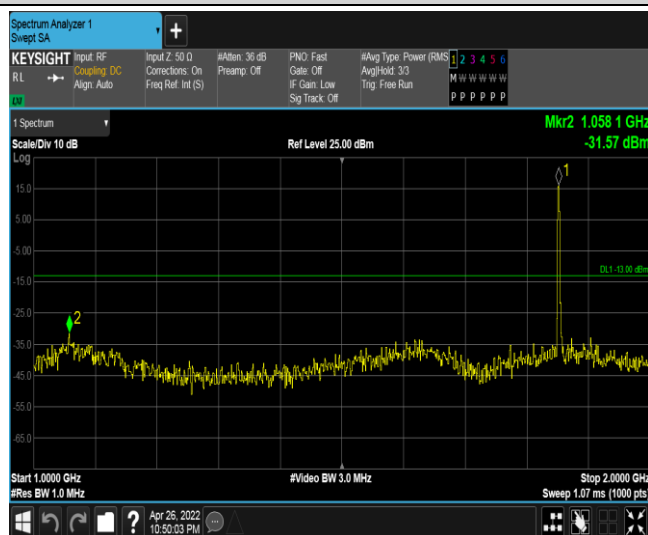 Spectrum Analyzer 1
Swept SA
+
KEYSIGHT
RL
Input: RF
Coupling: DC
Align: Auto
Input Z: 50 Ω
Corrections: On
Freq Ref: Int (S)
#Atten: 36 dB
Preamp: Off
PNO: Fast
Gate: Off
IF Gain: Low
Sig Track: Off
#Avg Type: Power (RMS
Avg|Hold: 3/3
Trig: Free Run
1 2 3 4 5 6
M W W W W W
P P P P P P
1 Spectrum
Mkr2 1.058 1 GHz
-31.57 dBm
Scale/Div 10 dB
Ref Level 25.00 dBm
Log
1
15.0
5.00
-5.00
DL1 -13.00 dBm
-15.0
2
-25.0
-35.0
-45.0
-55.0
-65.0
Start 1.0000 GHz
#Video BW 3.0 MHz
Stop 2.0000 GHz
#Res BW 1.0 MHz
Sweep 1.07 ms (1000 pts)
?
Apr 26, 2022
10:50:03 PM